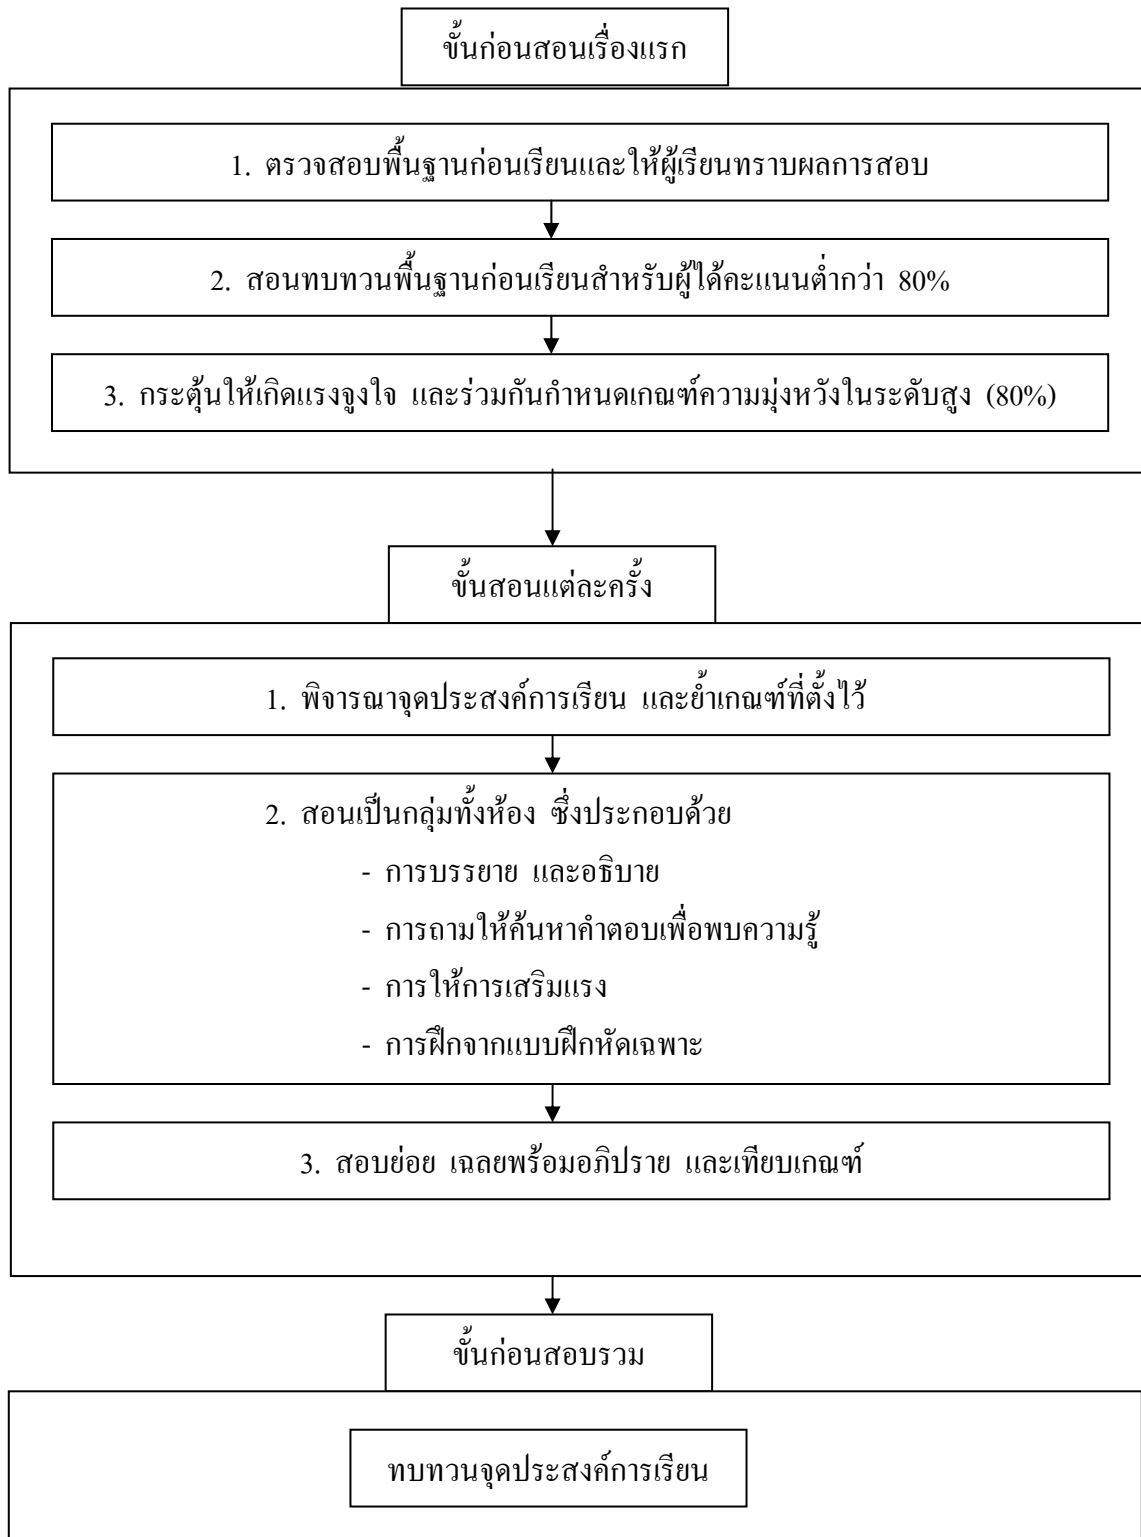 ขั้นก่อนสอนเรื่องแรก
1. ตรวจสอบพื้นฐานก่อนเรียนและให้ผู้เรียนทราบผลการสอบ
2. สอนทบทวนพื้นฐานก่อนเรียนสำหรับผู้ได้คะแนนต่ำกว่า 80%
3. กระตุ้นให้เกิดแรงจูงใจ และร่วมกันกำหนดเกณฑ์ความมุ่งหวังในระดับสูง (80%)
ขั้นสอนแต่ละครั้ง
1. พิจารณาจุดประสงค์การเรียน และย้ำเกณฑ์ที่ตั้งไว้
2. สอนเป็นกลุ่มทั้งห้อง ซึ่งประกอบด้วย
- การบรรยาย และอธิบาย
- การถามให้ค้นหาคำตอบเพื่อพบความรู้
- การให้การเสริมแรง
- การฝึกจากแบบฝึกหัดเฉพาะ
3. สอบย่อย เฉลยพร้อมอภิปราย และเทียบเกณฑ์
ขั้นก่อนสอบรวม
ทบทวนจุดประสงค์การเรียน